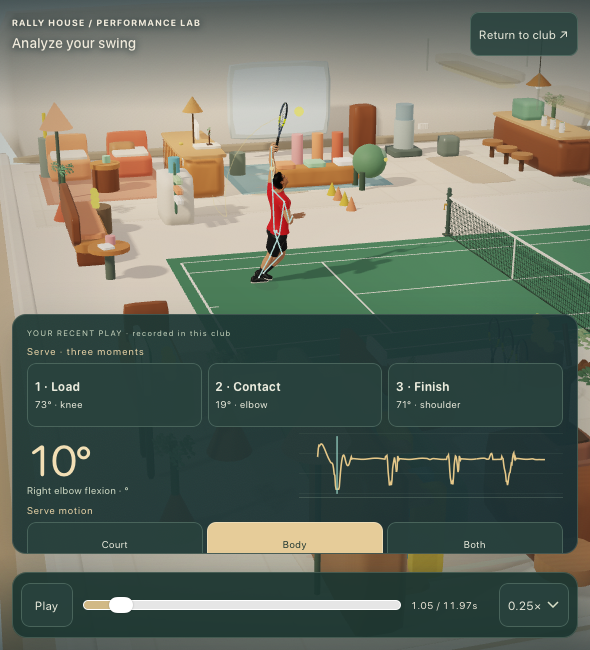 RALLY HOUSE / PERFORMANCE LAB
Analyze your swing
Return to club ↗
YOUR RECENT PLAY · recorded in this club
Serve · three moments
1 · Load
73° · knee
2 · Contact
19° · elbow
3 · Finish
71° · shoulder
10°
Right elbow flexion · °
Serve motion
Court
Body
Both
Play
1.05 / 11.97s
0.25×